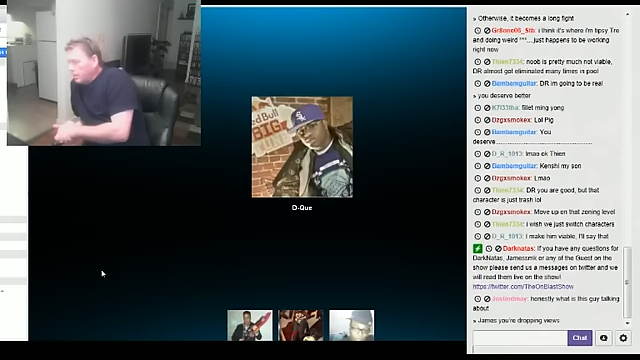 » Otherwise, it becomes a long fight
Gr8one06_Stb: i think it's where i'm tipsy Tre
and doing weird ***....just happens to be working
right now
Thien7334: noob is pretty much not viable,
DR almost got eliminated many times in pool
Bambamguitar: DR im going to be real
» you deserve better
K7l33tha: fillet ming yong
Dzgxsmokex: Lol Pig
Bambamguitar: You
D_R_1013: lmao ok Thien
Bambamguitar: Kenshi my son
Dzgxsmokex: Lmao
Thien7334: DR you are good, but that
character is just trash lol
Dzgxsmokex: Move up on that zoning level
Thien7334: I wish we just switch characters
D_R_1013: I make him viable, I'll say that
Darknatas: If you have any questions for
DarkNatas, Jamessmk or any of the Guest on the
show please send us a messages on twitter and we
will read them live on the show!
https://twitter.com/TheOnBlastShow
Joslindmay: honestly what is this guy talking
about
» James you're dropping views
Chat
RedBull
BIG
D-Que